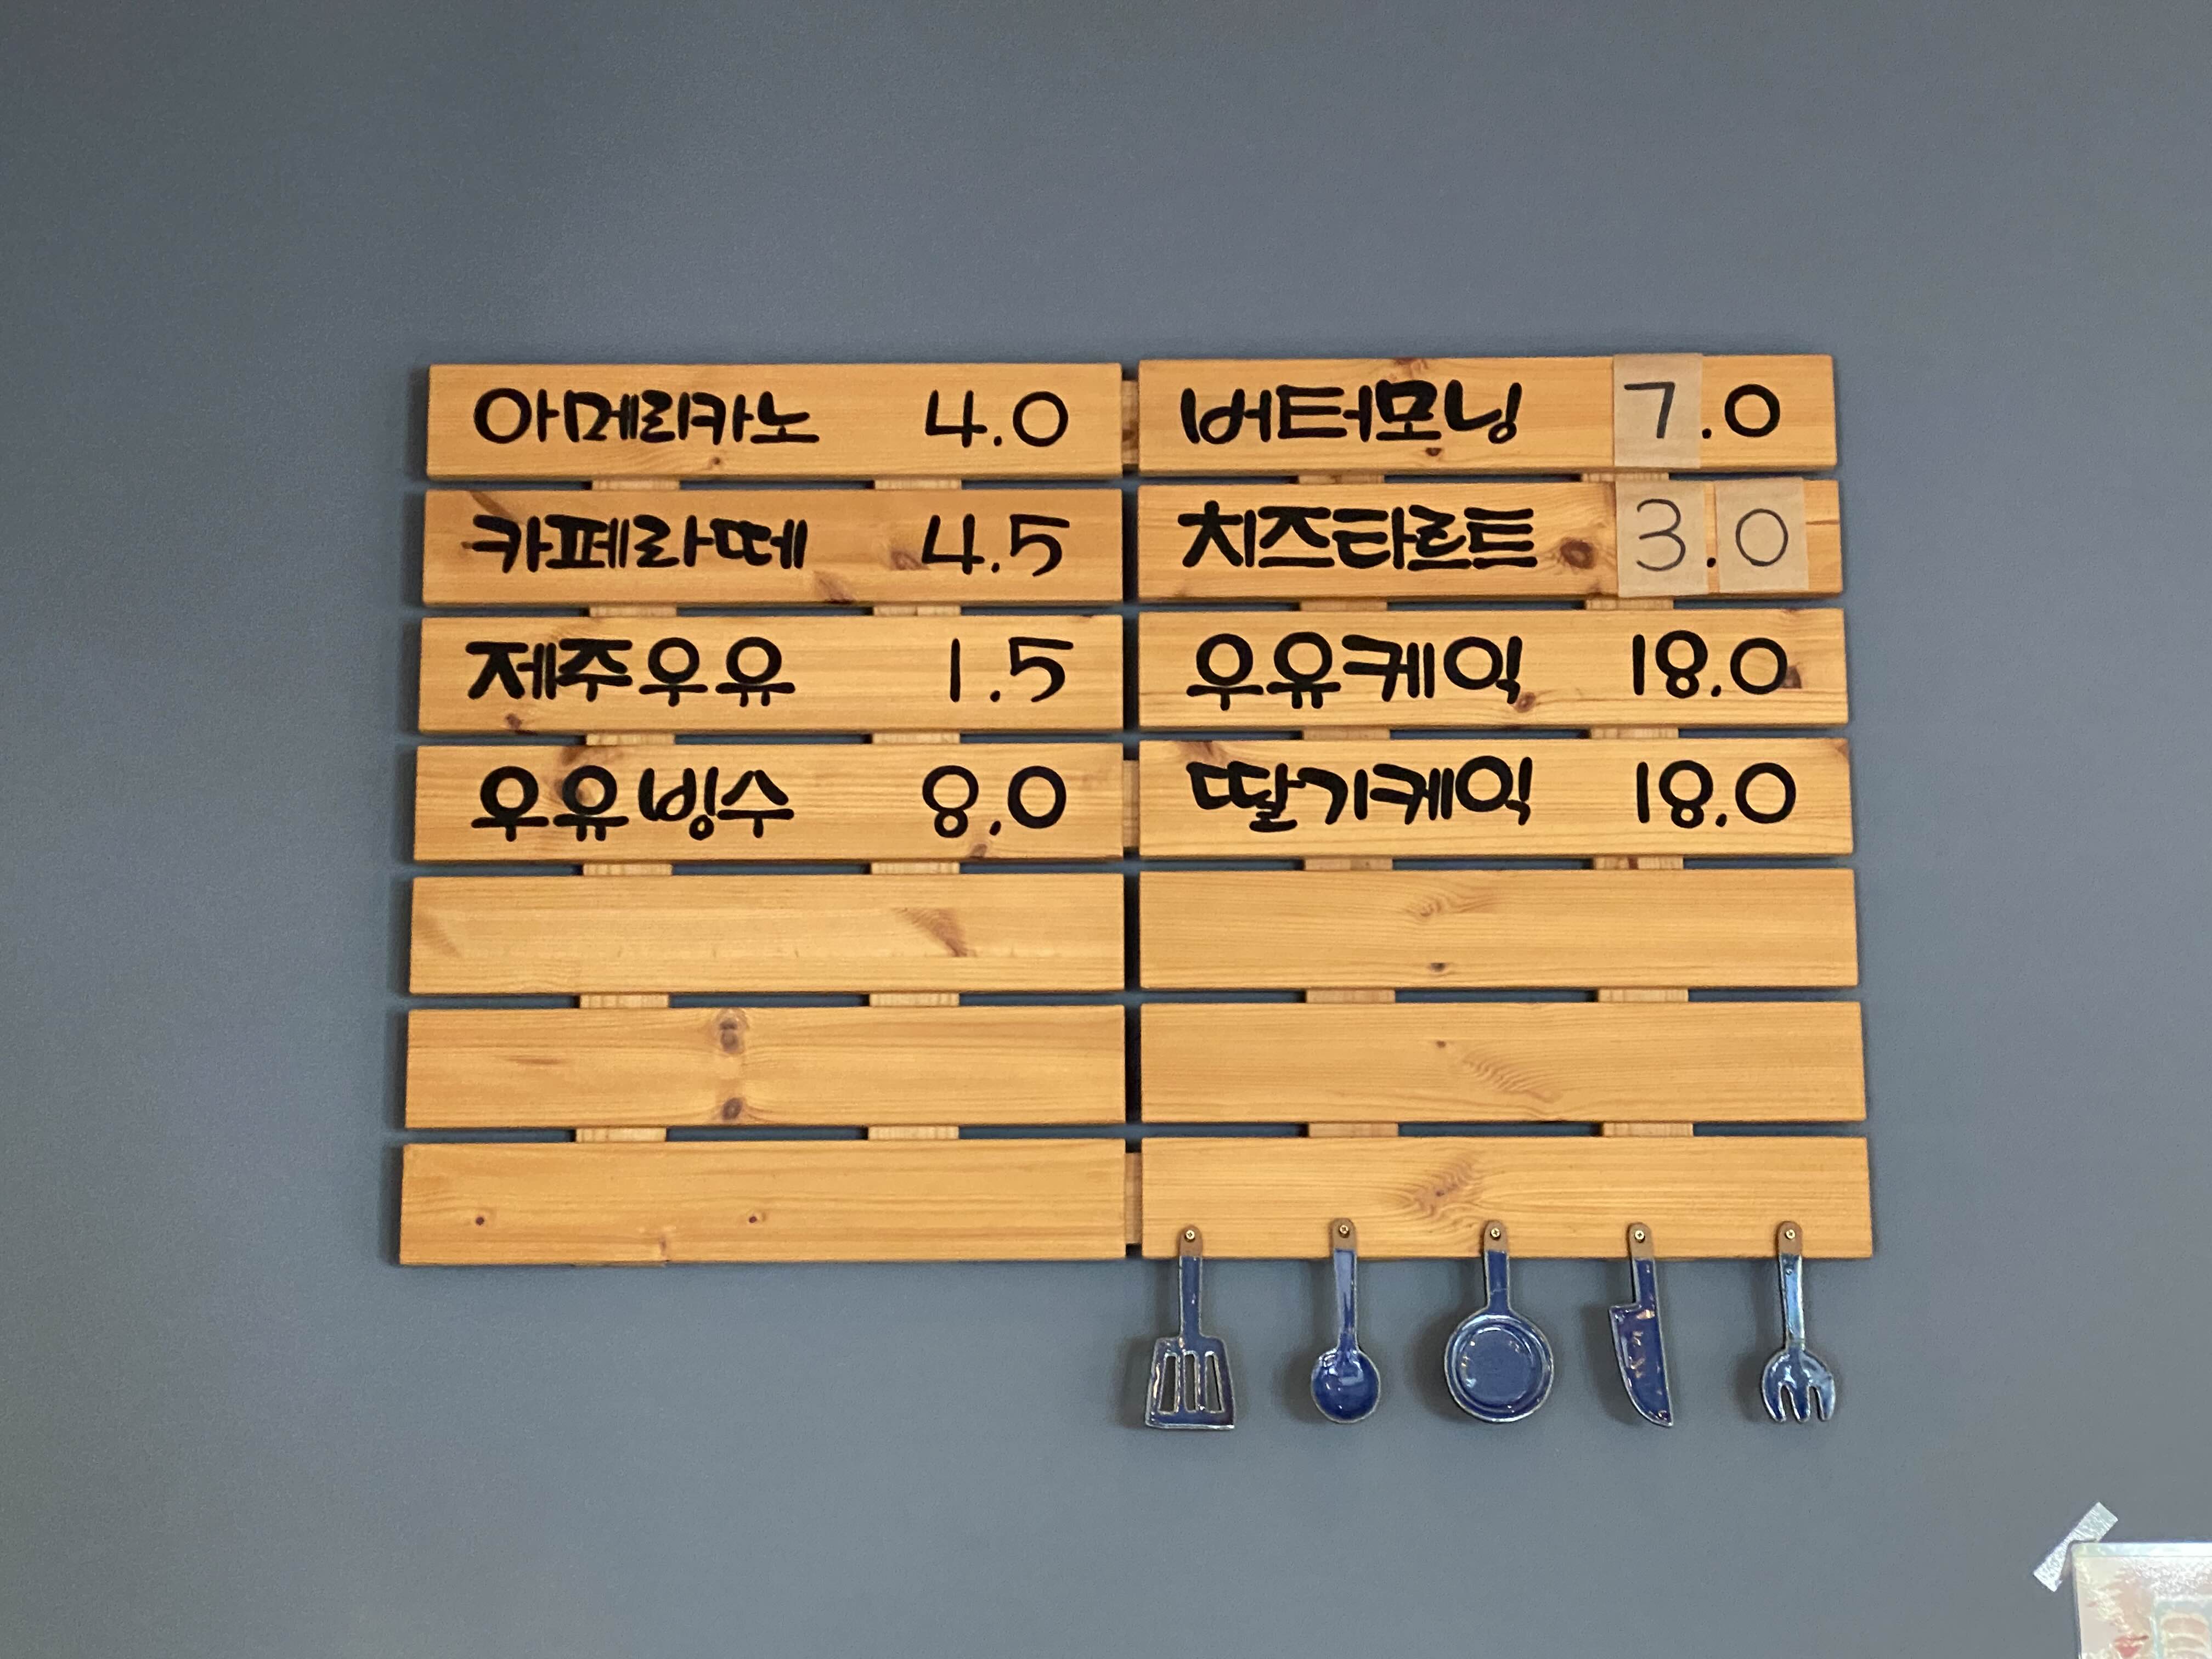 아메리카노 4.0
카페라떼 4.5
제주우유 1.5
우유빙수 8.0
버터모닝 7.0
치즈타르트 3.0
우유케익 18.0
딸기케익 18.0